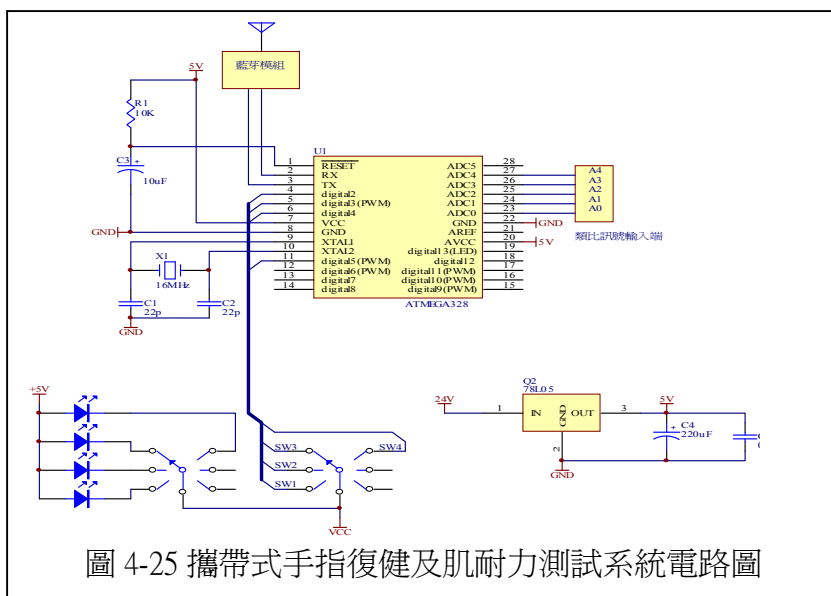 藍芽模組
5V
R1
10K
C3
+
10uF
GND
U1
1
2
3
4
5
6
7
8
9
10
11
12
13
14
RESET
RX
TX
digital2
digital3(PWM)
digital4
VCC
GND
XTAL1
XTAL2
digital5(PWM)
digital6(PWM)
digital7
digital8
ADC5
ADC4
ADC3
ADC2
ADC1
ADC0
GND
AREF
AVCC
digital13(LED)
digital12
digital11(PWM)
digital10(PWM)
digital9(PWM)
28
27
26
25
24
23
22
21
20
19
18
17
16
15
ATMEGA328
A4
A3
A2
A1
A0
類比訊號輸入端
GND
5V
X1
16MHz
C1
22p
C2
22p
GND
+5V
SW3
SW2
SW1
SW4
VCC
Q2
78L05
24V
1
IN
GND
OUT
3
2
5V
+
C4
220uF
GND
圖 4-25 攜帶式手指復健及肌耐力測試系統電路圖